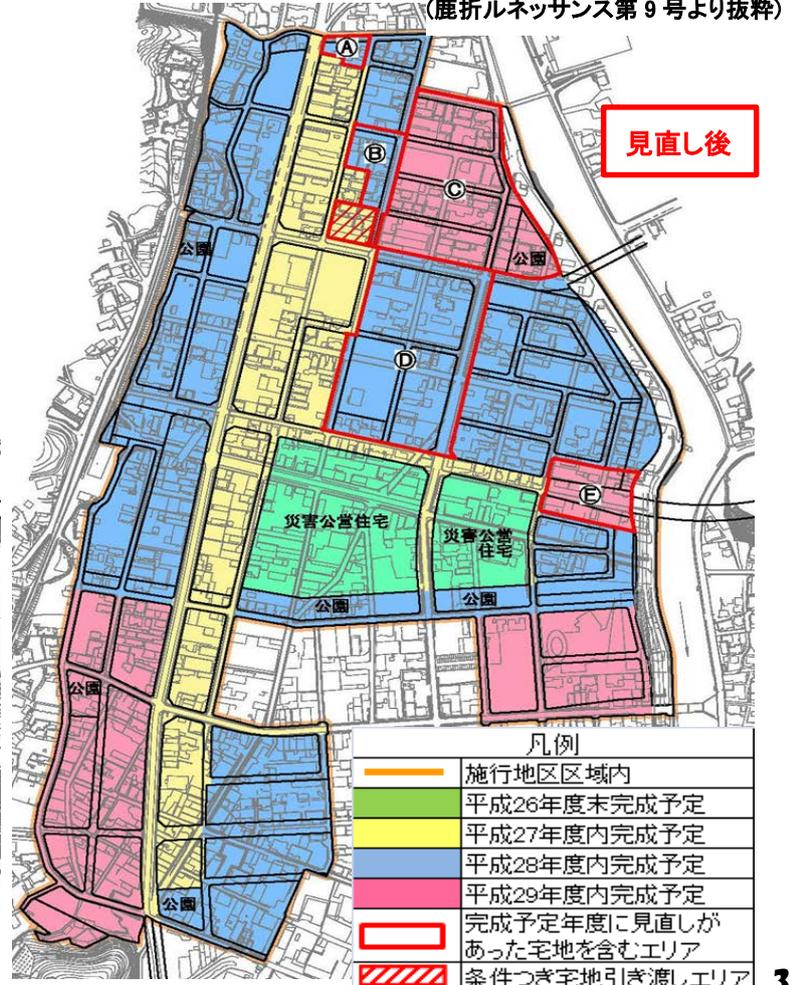 (鹿折ルネッサンス第 9 号より抜粋)
見直し後
Ⓐ
Ⓑ
Ⓒ
公園
公園
Ⓓ
Ⓔ
災害公営住宅
災害公営
住宅
公園
公園
公園
公園
凡例
施行地区区域内
平成26年度末完成予定
平成27年度内完成予定
平成28年度内完成予定
平成29年度内完成予定
完成予定年度に見直しが
あった宅地を含むエリア
条件つき宅地引き渡しエリア
3